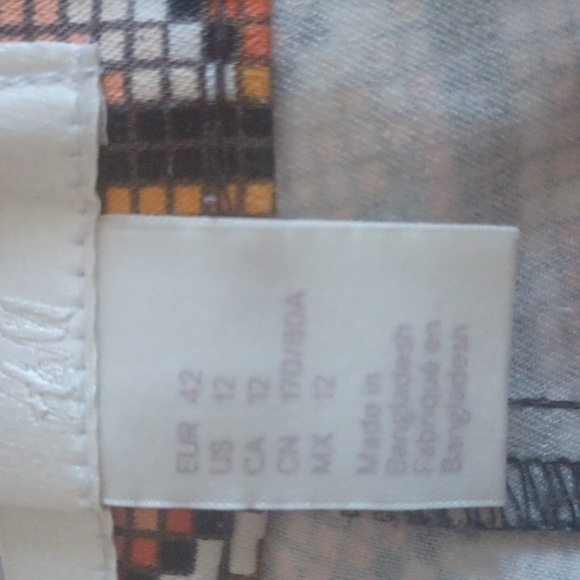 EUR 42
US 12
CA 12
CN 170/80A
MX 12
Made in
Bangladesh
Fabriqué en
Bangladesh